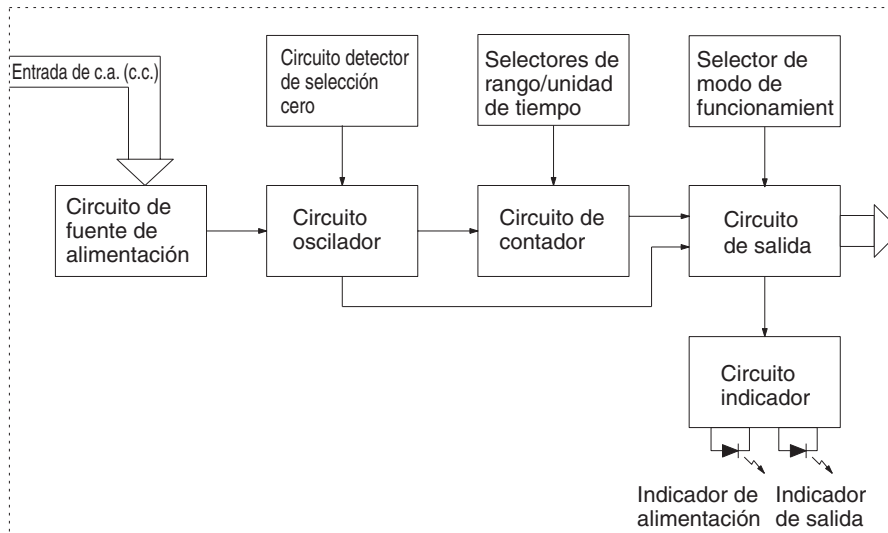 Entrada de c.a. (c.c.)
Circuito detector
de selección
cero
Selectores de
rango/unidad
de tiempo
Selector de
modo de
funcionamient
Circuito de
fuente de
alimentación
Circuito
oscilador
Circuito de
contador
Circuito
de salida
Circuito
indicador
Indicador de
alimentación
Indicador
de salida